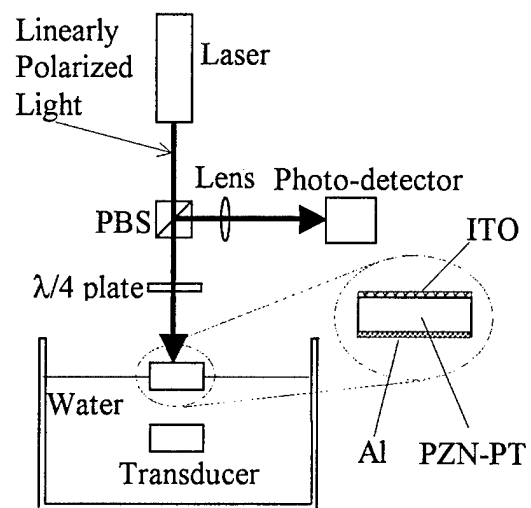 Linearly
Polarized
Light
Laser
Lens
Photo-detector
PBS
ITO
λ/4 plate
Water
Transducer
Al
PZN-PT